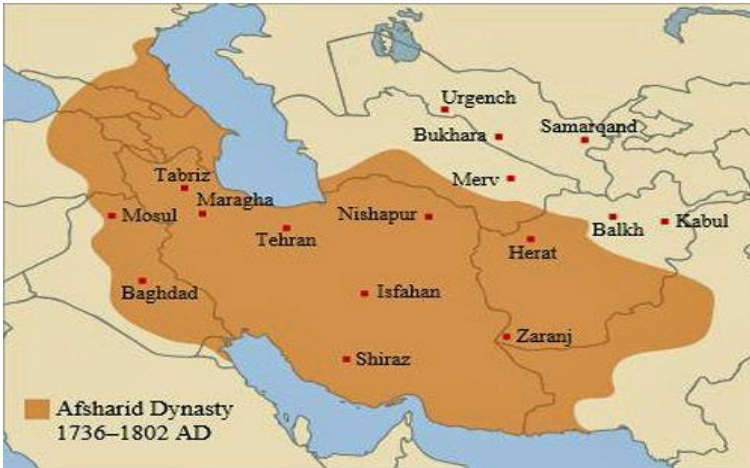 Urgench
Bukhara
Samarqand
Merv
Tabriz
Maragha
Mosul
Nishapur
Balkh
Kabul
Tehran
Herat
Baghdad
Isfahan
Zaranj
Shiraz
Afsharid Dynasty
1736–1802 AD